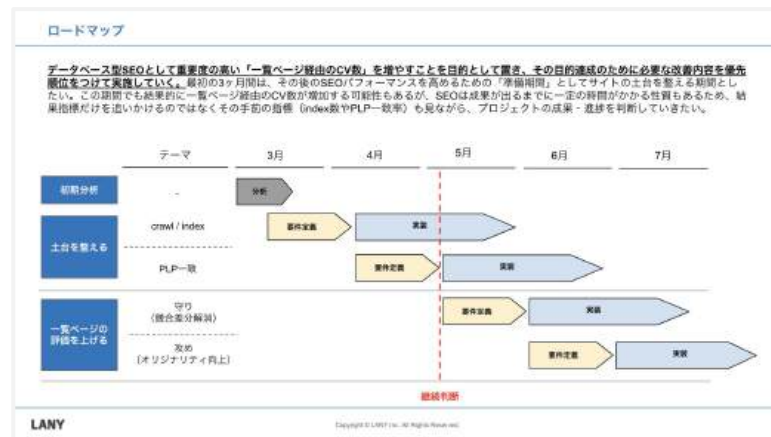 ロードマップ
データベース型SEOとして重要度の高い「一覧ページ経由のCV数」を増やすことを目的として置き、その目的達成のために必要な改善内容を優先
順位をつけて実施していく。最初の3ヶ月間は、その後のSEOパフォーマンスを高めるための「準備期間」としてサイトの土台を整える期間とし
たい。この期間でも結果的に一覧ページ経由のCV数が増加する可能性もあるが、SEOは成果が出るまでに一定の時間がかかる性質もあるため、結
果指標だけを追いかけるのではなくその手前の指標（index数やPLP一致率）も見ながら、プロジェクトの成果・進捗を判断していきたい。
テーマ 3月 4月 5月 6月 7月
初期分析 - 分析
土台を整える
crawl / index 要件定義 実装
PLP一致 要件定義 実装
一覧ページの
評価を上げる
守り
（競合差分解消） 要件定義 実装
攻め
（オリジナリティ向上） 要件定義 実装
継続判断
LANY
Copyright © LANY Inc. All Rights Reserved.